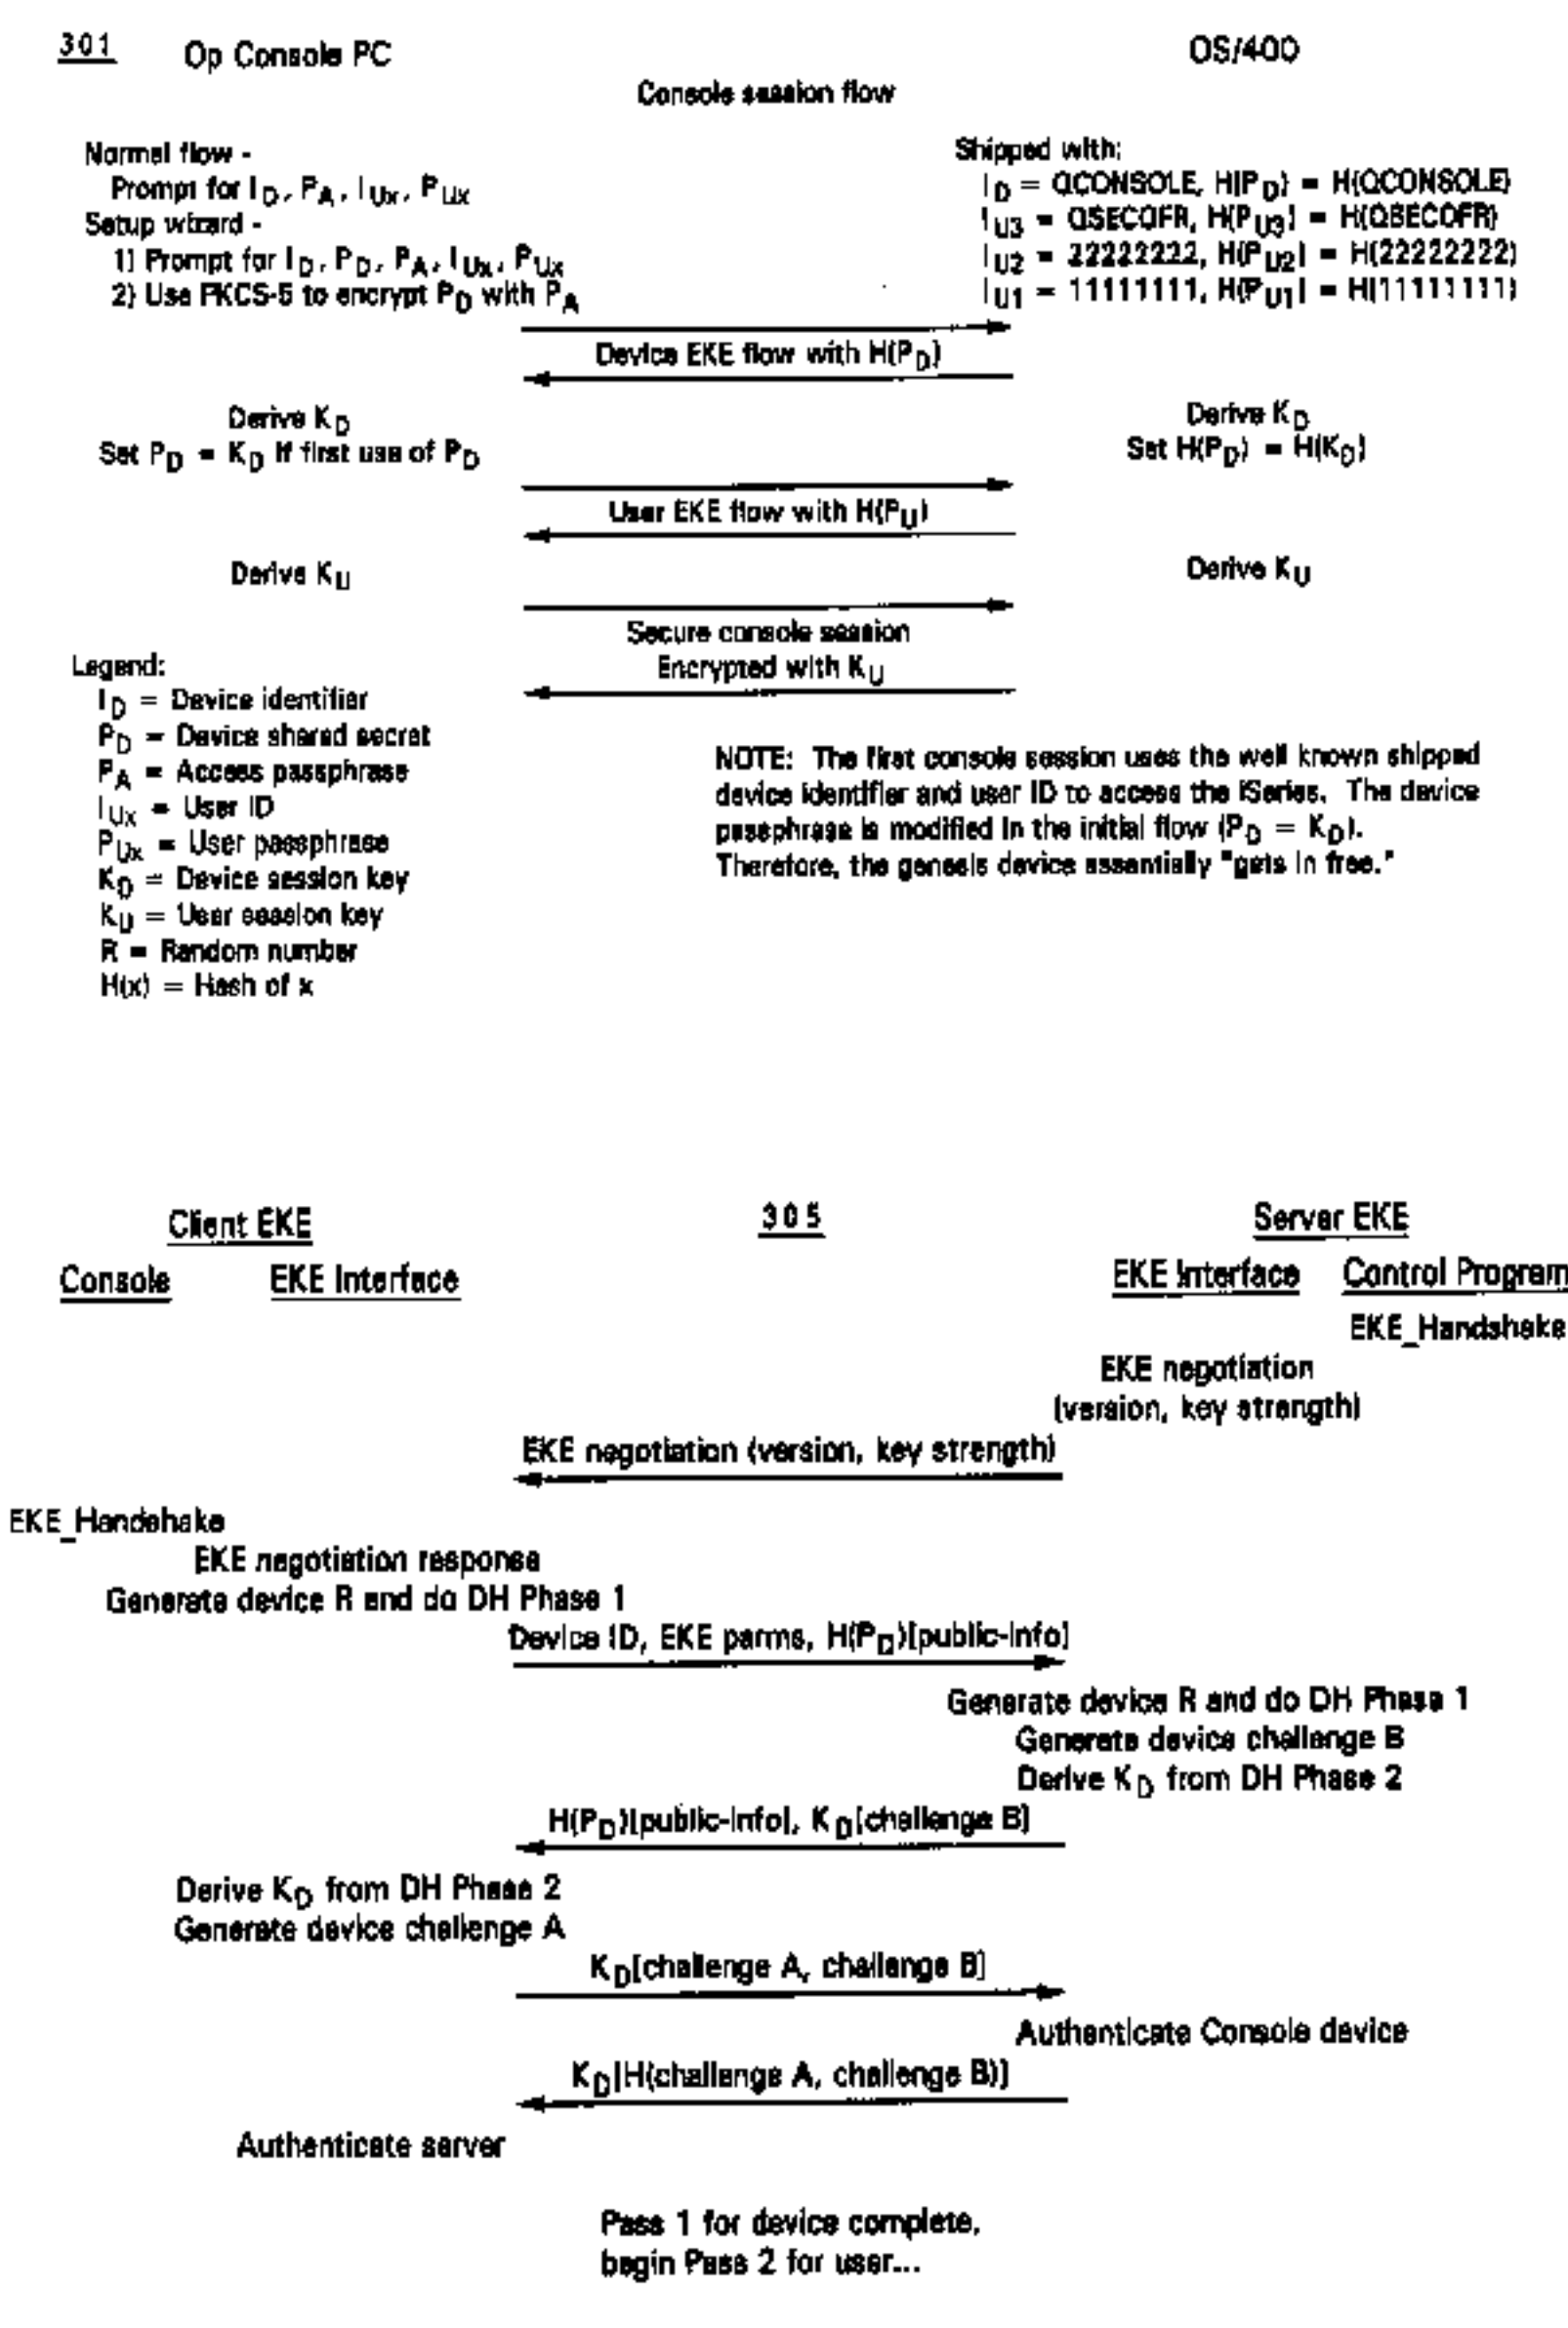 301 Op Console PC OS/400
Console session flow
Normal flow -
Prompt for I_D, P_A, I_Ux, P_Ux
Setup wizard -
1) Prompt for I_D, P_D, P_A, I_Ux, P_Ux
2) Use PKCS-5 to encrypt P_D with P_A
Shipped with:
I_D = QCONSOLE, H(P_D) = H(QCONSOLE)
I_U3 = QSECOFR, H(P_U3) = H(QSECOFR)
I_U2 = 22222222, H(P_U2) = H(22222222)
I_U1 = 11111111, H(P_U1) = H(11111111)
Device EKE flow with H(P_D)
Derive K_D
Set P_D = K_D if first use of P_D
Derive K_D
Set H(P_D) = H(K_D)
User EKE flow with H(P_U)
Derive K_U
Derive K_U
Secure console session
Encrypted with K_U
Legend:
I_D = Device identifier
P_D = Device shared secret
P_A = Access passphrase
I_Ux = User ID
P_Ux = User passphrase
K_D = Device session key
K_U = User session key
R = Random number
H(x) = Hash of x
NOTE: The first console session uses the well known shipped
device identifier and user ID to access the iSeries. The device
passphrase is modified in the initial flow (P_D = K_D).
Therefore, the genesis device essentially "gets in free."
Client EKE 305 Server EKE
Console EKE Interface EKE Interface Control Program
EKE_Handshake
EKE negotiation
(version, key strength)
EKE negotiation (version, key strength)
EKE_Handshake
EKE negotiation response
Generate device R and do DH Phase 1
Device ID, EKE parms, H(P_D)[public-info]
Generate device R and do DH Phase 1
Generate device challenge B
Derive K_D from DH Phase 2
H(P_D)[public-info], K_D[challenge B]
Derive K_D from DH Phase 2
Generate device challenge A
K_D[challenge A, challenge B]
Authenticate Console device
K_D[H(challenge A, challenge B)]
Authenticate server
Pass 1 for device complete,
begin Pass 2 for user...